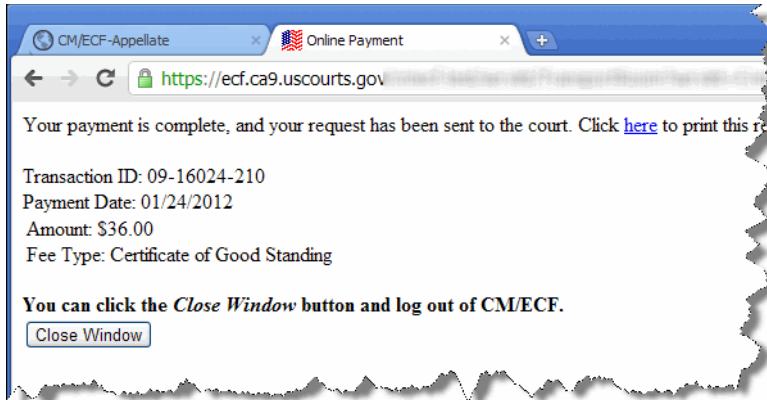 CM/ECF-Appellate
Online Payment
https://ecf.ca9.uscourts.gov
Your payment is complete, and your request has been sent to the court. Click here to print this
Transaction ID: 09-16024-210
Payment Date: 01/24/2012
Amount: $36.00
Fee Type: Certificate of Good Standing
You can click the Close Window button and log out of CM/ECF.
Close Window